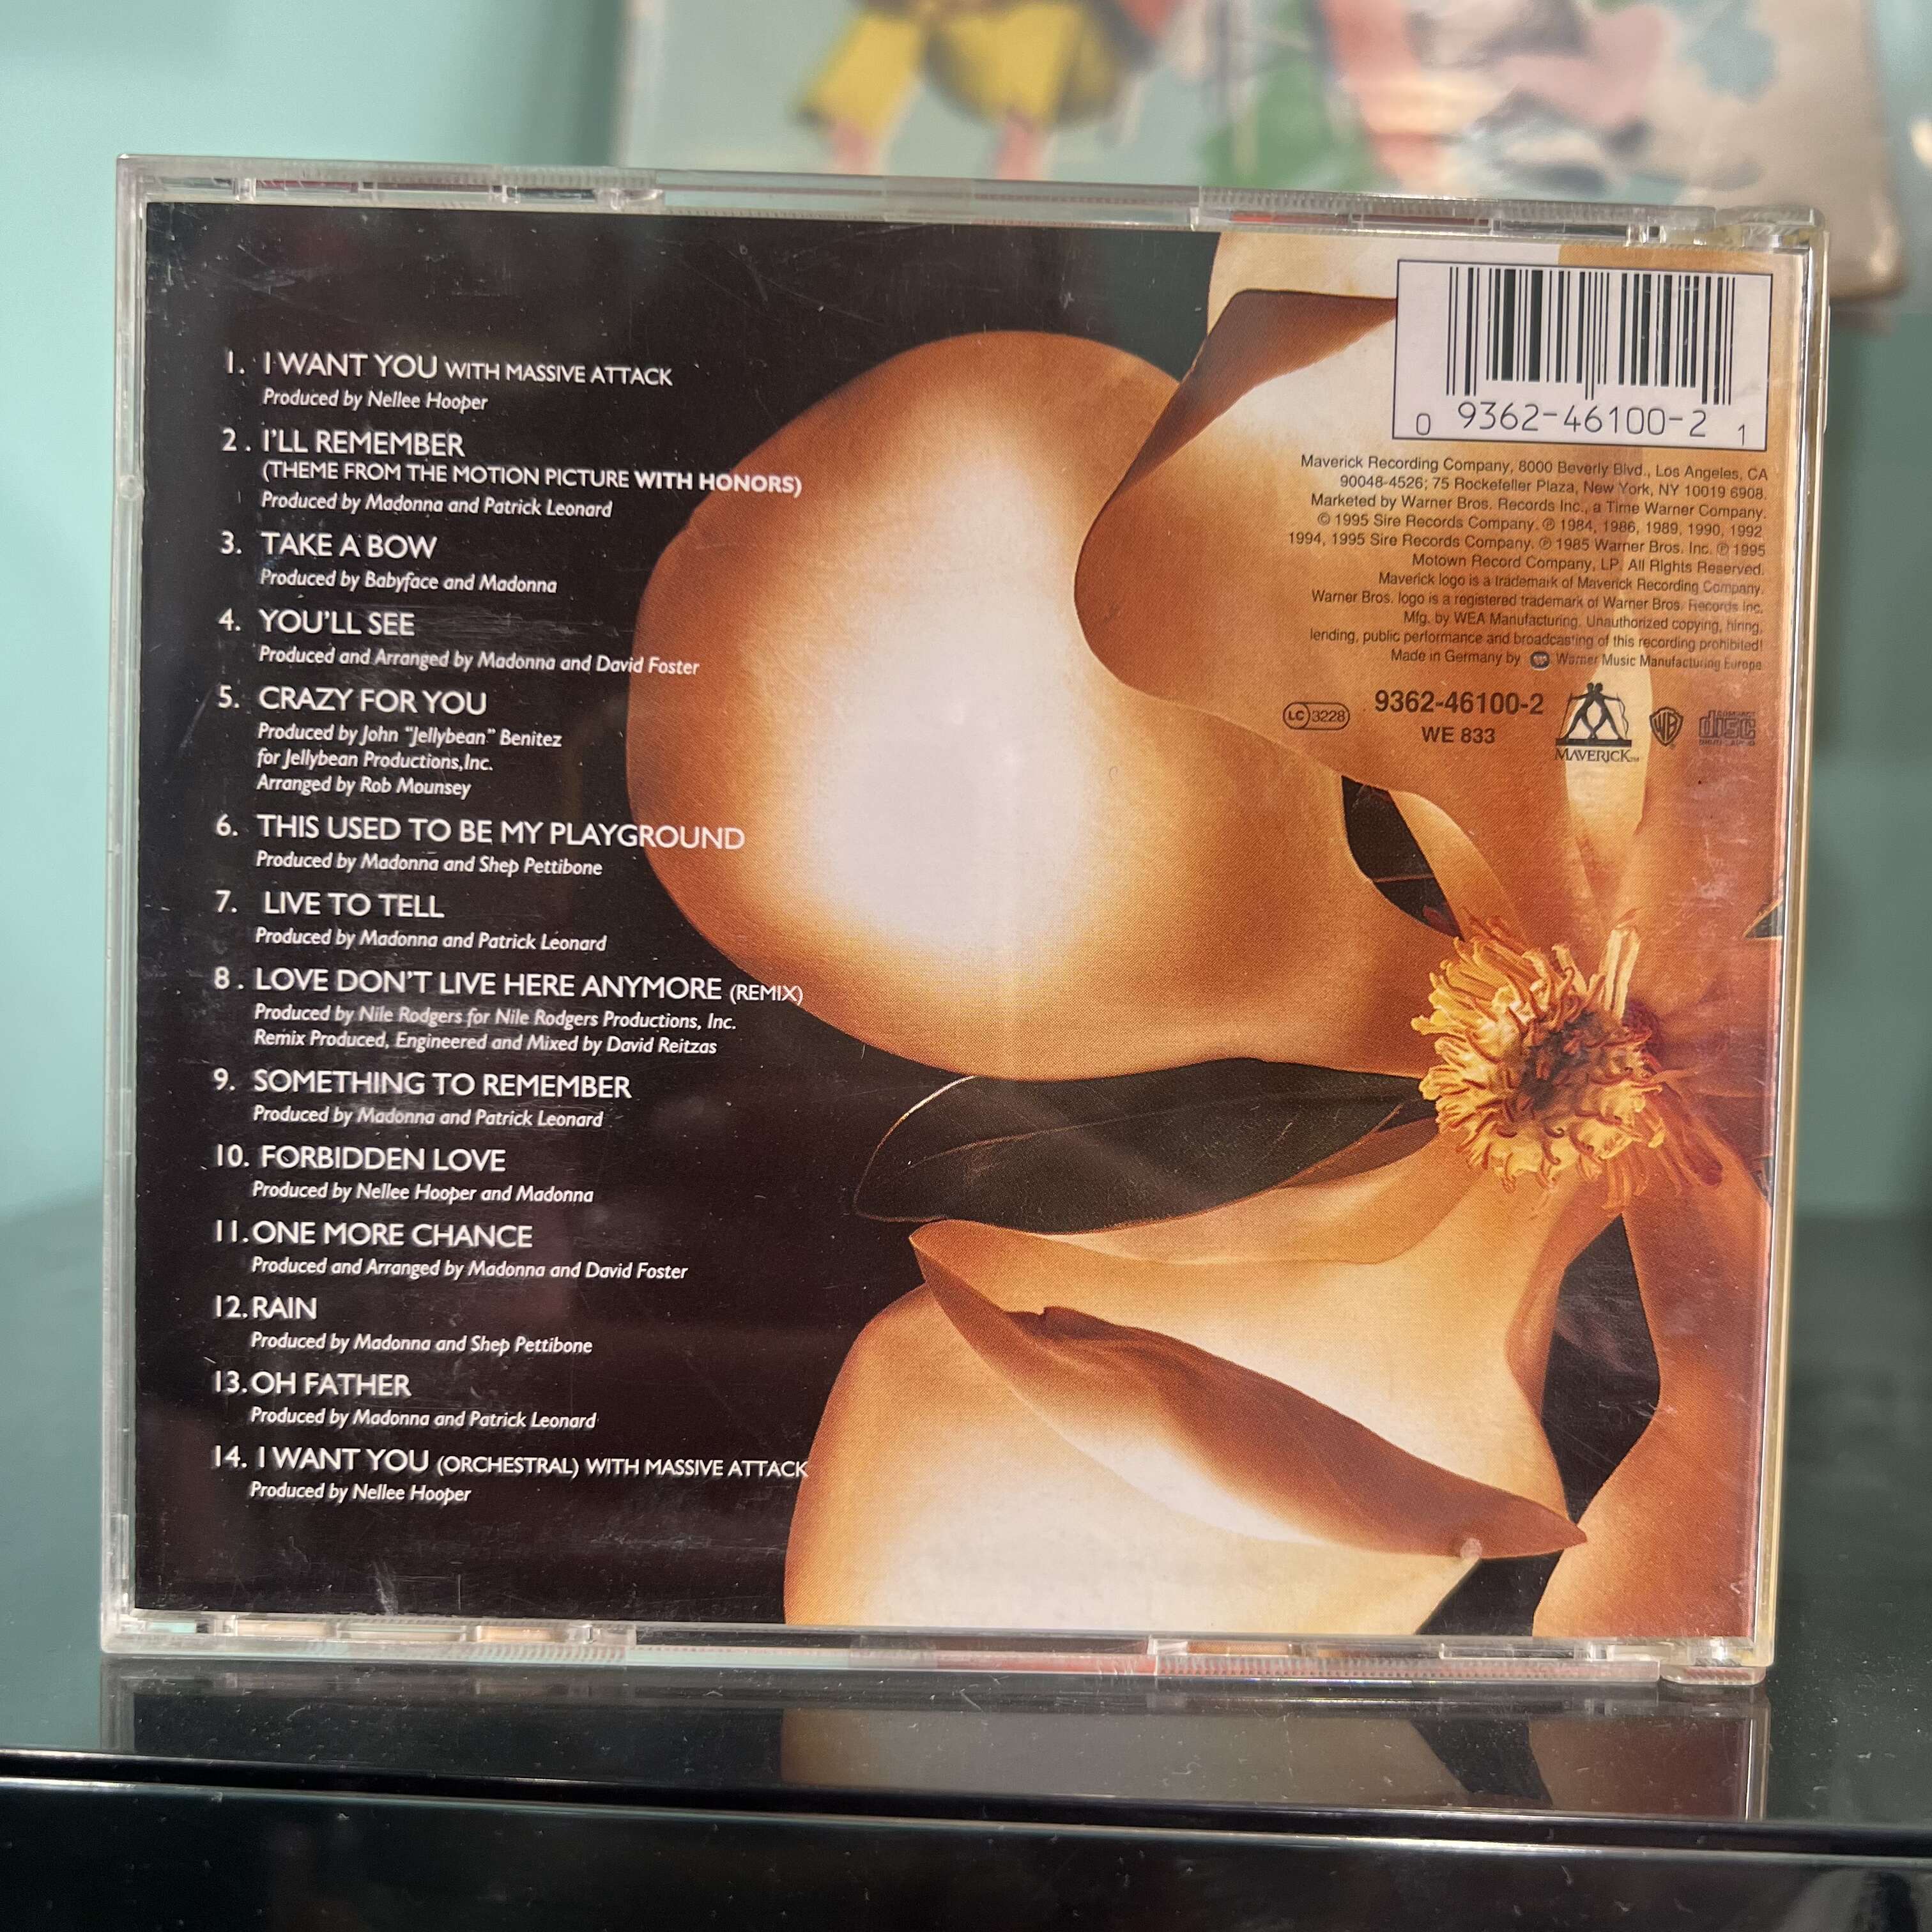 1. I WANT YOU WITH MASSIVE ATTACK
Produced by Nellee Hooper
2. I'LL REMEMBER
(THEME FROM THE MOTION PICTURE WITH HONORS)
Produced by Madonna and Patrick Leonard
3. TAKE A BOW
Produced by Babyface and Madonna
4. YOU'LL SEE
Produced and Arranged by Madonna and David Foster
5. CRAZY FOR YOU
Produced by John "Jellybean" Benitez
for Jellybean Productions, Inc.
Arranged by Rob Mounsey
6. THIS USED TO BE MY PLAYGROUND
Produced by Madonna and Shep Pettibone
7. LIVE TO TELL
Produced by Madonna and Patrick Leonard
8. LOVE DON'T LIVE HERE ANYMORE (REMIX)
Produced by Nile Rodgers for Nile Rodgers Productions, Inc.
Remix Produced, Engineered and Mixed by David Reitzas
9. SOMETHING TO REMEMBER
Produced by Madonna and Patrick Leonard
10. FORBIDDEN LOVE
Produced by Nellee Hooper and Madonna
11. ONE MORE CHANCE
Produced and Arranged by Madonna and David Foster
12. RAIN
Produced by Madonna and Shep Pettibone
13. OH FATHER
Produced by Madonna and Patrick Leonard
14. I WANT YOU (ORCHESTRAL) WITH MASSIVE ATTACK
Produced by Nellee Hooper
0 9362-46100-2 1
Maverick Recording Company, 8000 Beverly Blvd., Los Angeles, CA
90048-4526; 75 Rockefeller Plaza, New York, NY 10019 6908.
Marketed by Warner Bros. Records Inc., a Time Warner Company.
© 1995 Sire Records Company. ℗ 1984, 1986, 1989, 1990, 1992
1994, 1995 Sire Records Company. ℗ 1985 Warner Bros. Inc. ℗ 1995
Motown Record Company, LP. All Rights Reserved.
Maverick logo is a trademark of Maverick Recording Company.
Warner Bros. logo is a registered trademark of Warner Bros. Records Inc.
Mfg. by WEA Manufacturing. Unauthorized copying, hiring,
lending, public performance and broadcasting of this recording prohibited!
Made in Germany by Warner Music Manufacturing Europe
LC 3228
9362-46100-2
WE 833
MAVERICK
WB
COMPACT
disc
DIGITAL AUDIO